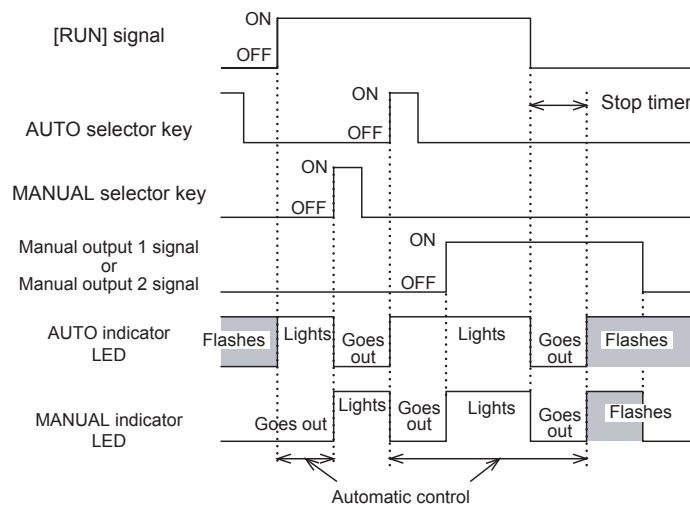 ON
[RUN] signal
OFF
ON
Stop timer
AUTO selector key
OFF
ON
MANUAL selector key
OFF
ON
Manual output 1 signal
or
Manual output 2 signal
OFF
AUTO indicator
LED
Flashes
Lights
Goes
out
Lights
Goes
out
Flashes
MANUAL indicator
LED
Goes out
Lights
Goes
out
Lights
Goes
out
Flashes
Automatic control